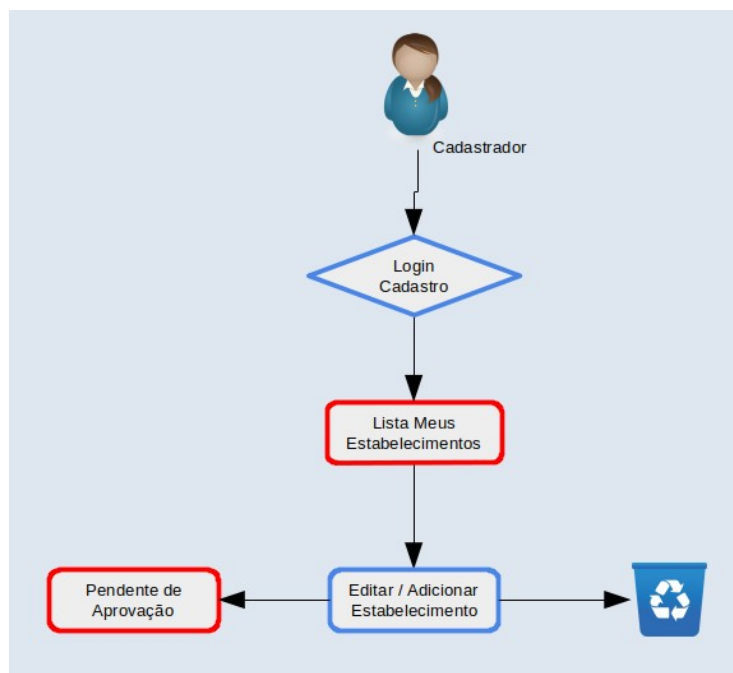 Cadastrador
Login
Cadastro
Lista Meus
Estabelecimentos
Pendente de
Aprovação
Editar / Adicionar
Estabelecimento